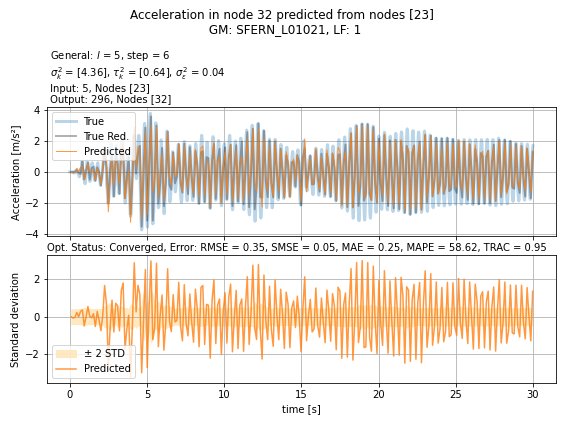 Acceleration in node 32 predicted from nodes [23]
GM: SFERN_L01021, LF: 1
General: l = 5, step = 6
σ²ₖ = [4.36], τ²ₖ = [0.64], σ²ε = 0.04
Input: 5, Nodes [23]
Output: 296, Nodes [32]
4
2
0
−2
−4
Acceleration [m/s²]
True
True Red.
Predicted
Opt. Status: Converged, Error: RMSE = 0.35, SMSE = 0.05, MAE = 0.25, MAPE = 58.62, TRAC = 0.95
2
0
−2
Standard deviation
± 2 STD
Predicted
0 5 10 15 20 25 30
time [s]